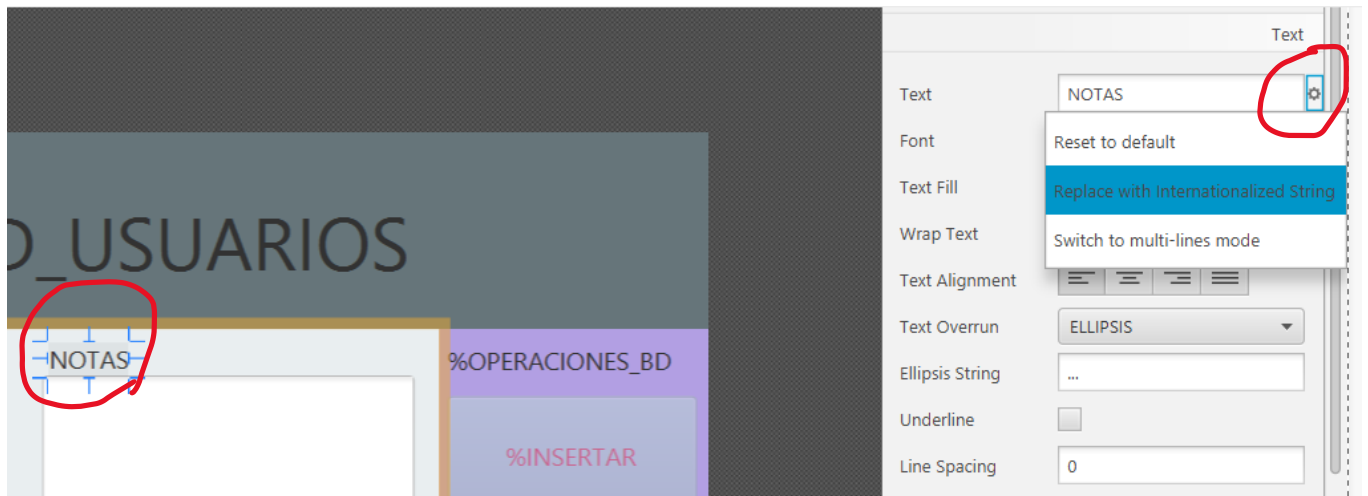 Text
Text NOTAS
Reset to default
Font
Replace with Internationalized String
Text Fill
Switch to multi-lines mode
Wrap Text
Text Alignment
Text Overrun ELLIPSIS
Ellipsis String ...
Underline
Line Spacing 0
D_USUARIOS
NOTAS
%OPERACIONES_BD
%INSERTAR